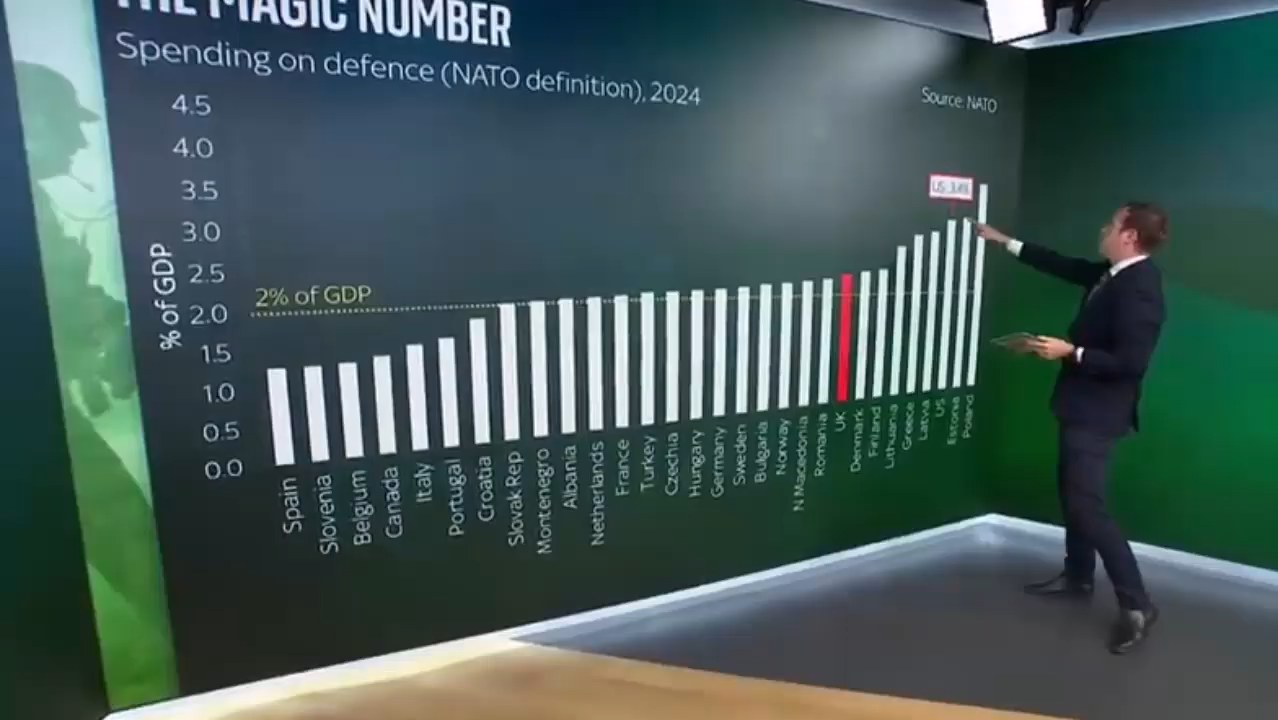 THE MAGIC NUMBER
Spending on defence (NATO definition), 2024
Source: NATO
4.5
4.0
3.5
3.0
2.5
2.0
1.5
1.0
0.5
0.0
% of GDP
2% of GDP
US: 3.4%
Spain
Slovenia
Belgium
Canada
Italy
Portugal
Croatia
Slovak Rep
Montenegro
Albania
Netherlands
France
Turkey
Czechia
Hungary
Germany
Sweden
Bulgaria
Norway
N Macedonia
Romania
UK
Denmark
Finland
Lithuania
Greece
Latvia
US
Estonia
Poland